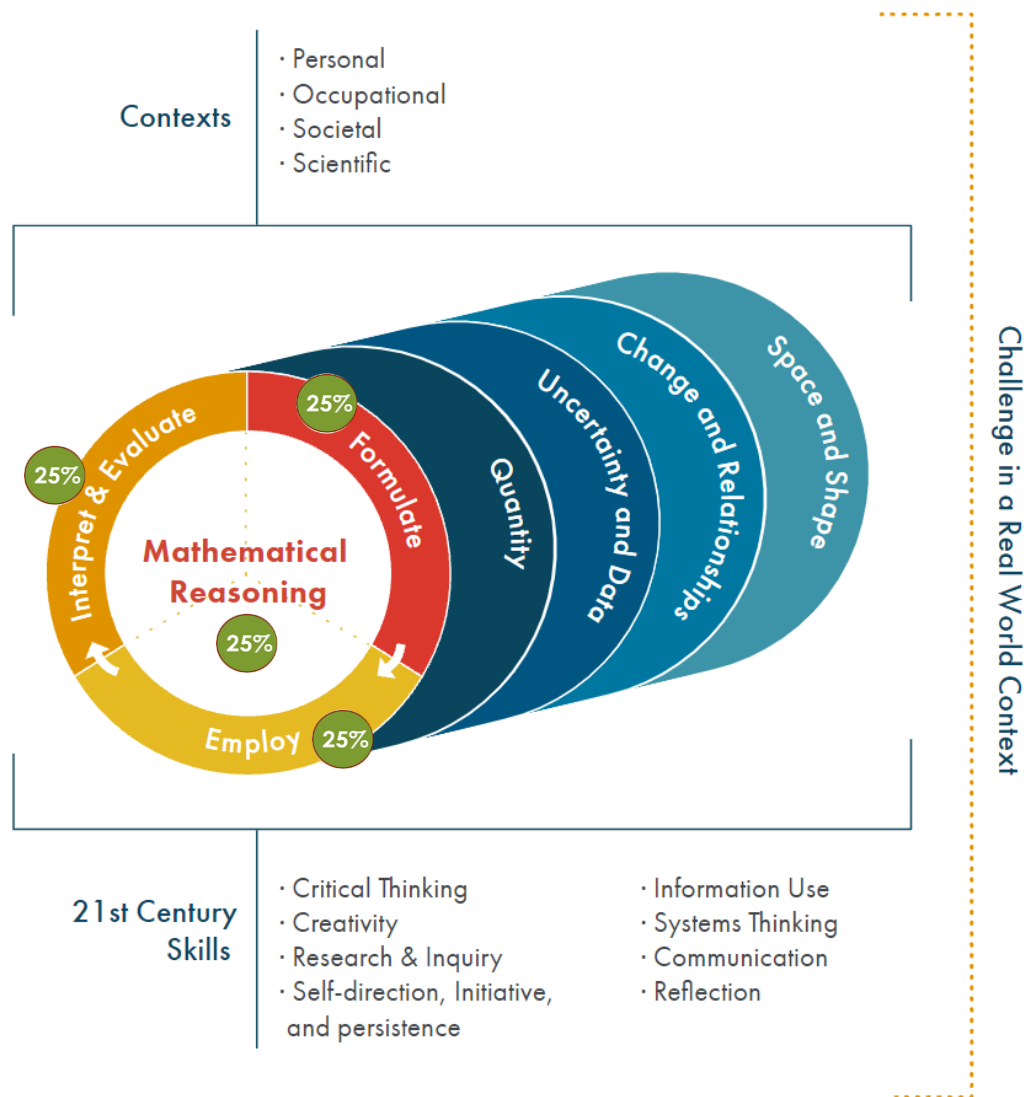 Contexts
· Personal
· Occupational
· Societal
· Scientific
25%
Interpret & Evaluate
25%
Formulate
Mathematical
Reasoning
25%
Employ
25%
Quantity
Uncertainty and Data
Change and Relationships
Space and Shape
Challenge in a Real World Context
21st Century
Skills
· Critical Thinking
· Creativity
· Research & Inquiry
· Self-direction, Initiative,
and persistence
· Information Use
· Systems Thinking
· Communication
· Reflection